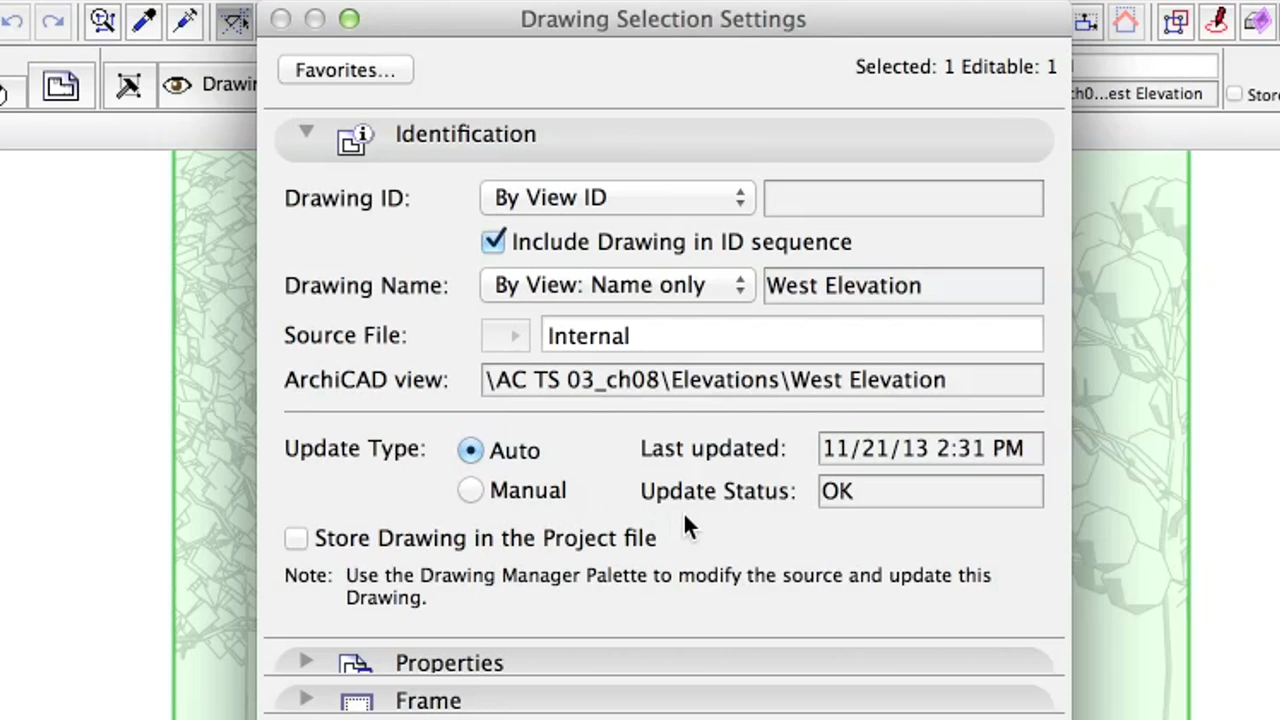 Drawing Selection Settings
Favorites...
Selected: 1 Editable: 1
Identification
Drawing ID: By View ID
Include Drawing in ID sequence
Drawing Name: By View: Name only West Elevation
Source File: Internal
ArchiCAD view: \AC TS 03_ch08\Elevations\West Elevation
Update Type: Auto Last updated: 11/21/13 2:31 PM
Manual Update Status: OK
Store Drawing in the Project file
Note: Use the Drawing Manager Palette to modify the source and update this
Drawing.
Properties
Frame
Drawin
ch0...est Elevation
Store